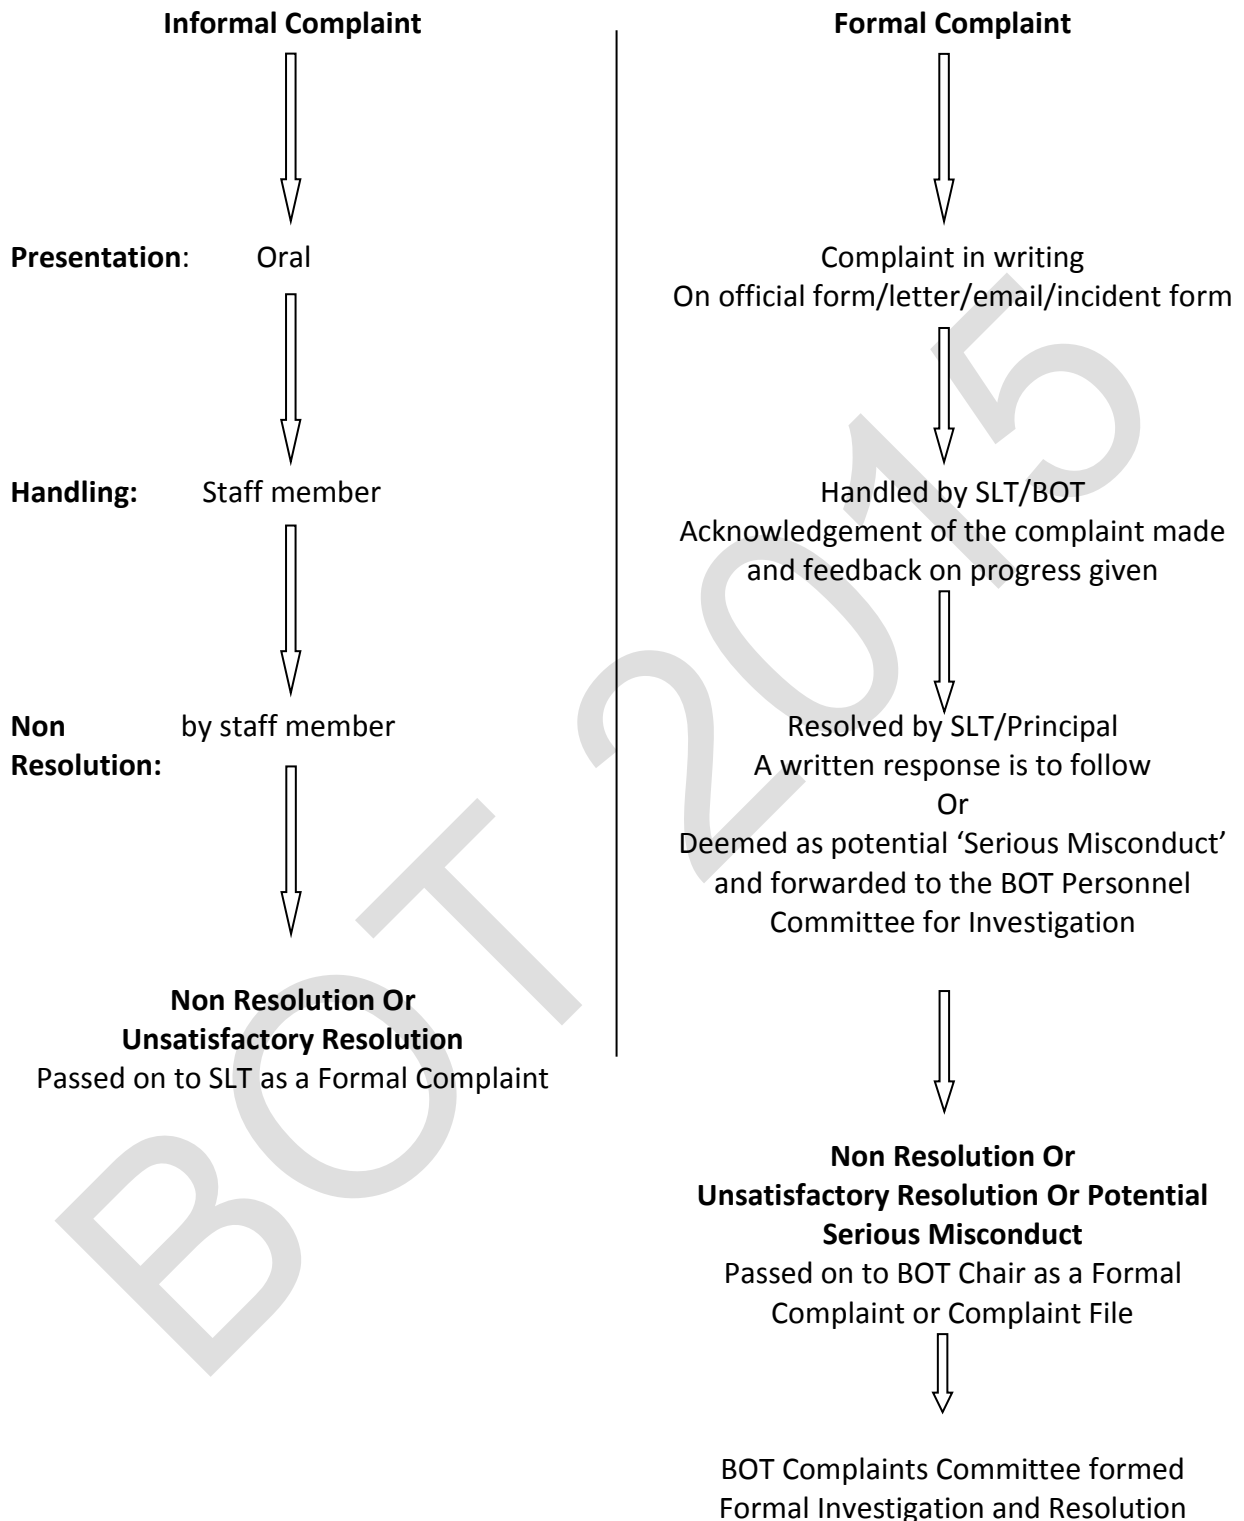 Informal Complaint
Formal Complaint
Presentation: Oral
Complaint in writing
On official form/letter/email/incident form
Handling: Staff member
Handled by SLT/BOT
Acknowledgement of the complaint made
and feedback on progress given
Non by staff member
Resolution:
Resolved by SLT/Principal
A written response is to follow
Or
Deemed as potential ‘Serious Misconduct’
and forwarded to the BOT Personnel
Committee for Investigation
Non Resolution Or
Unsatisfactory Resolution
Passed on to SLT as a Formal Complaint
Non Resolution Or
Unsatisfactory Resolution Or Potential
Serious Misconduct
Passed on to BOT Chair as a Formal
Complaint or Complaint File
BOT Complaints Committee formed
Formal Investigation and Resolution
BOT 2015